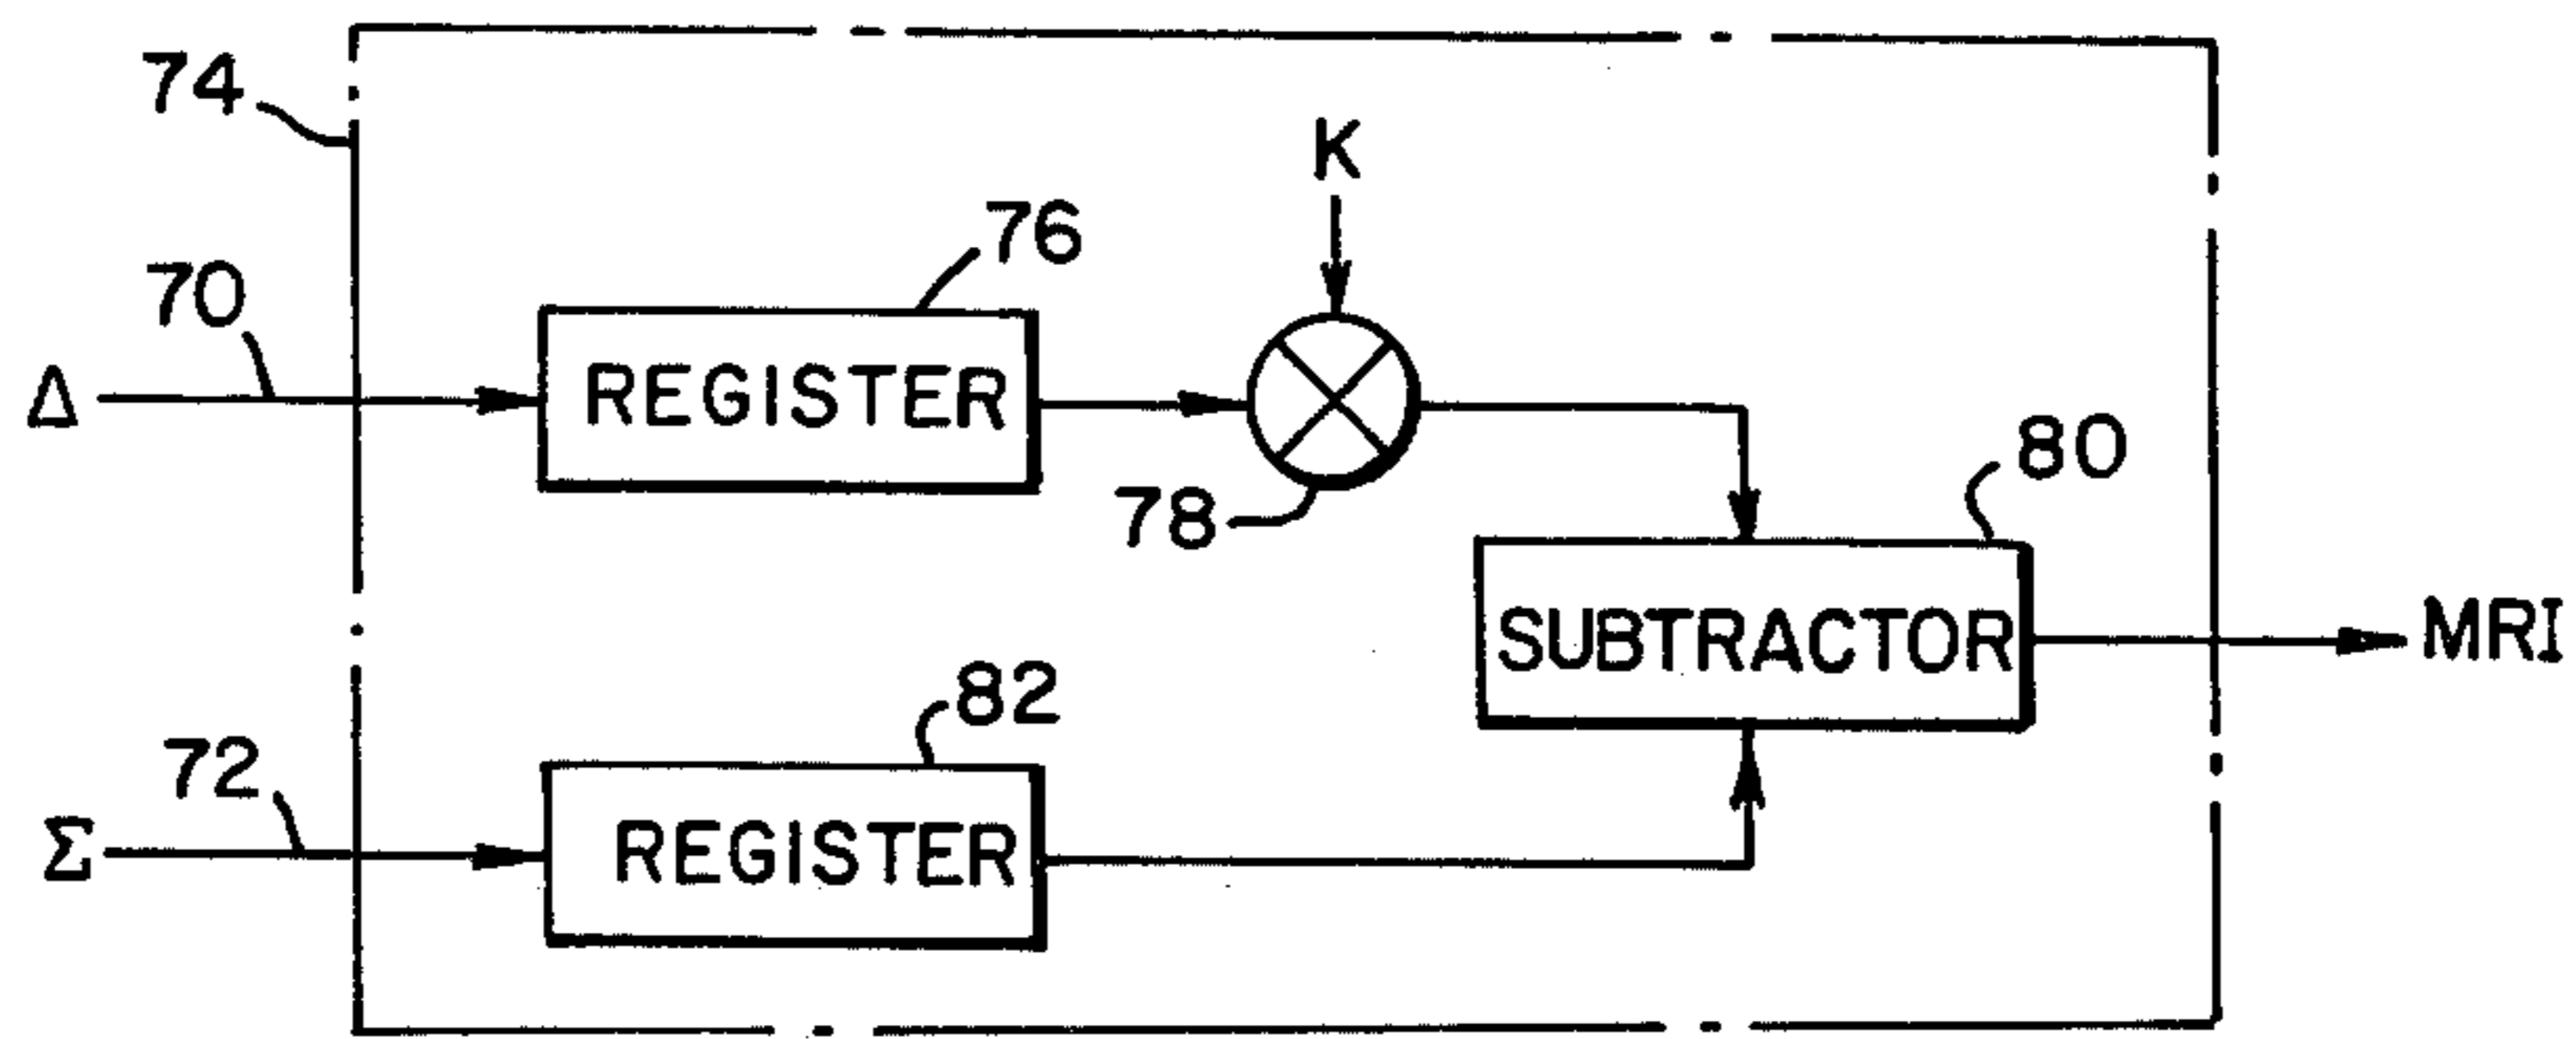 74
K
76
70
Δ
REGISTER
80
78
SUBTRACTOR
MRI
82
72
Σ
REGISTER